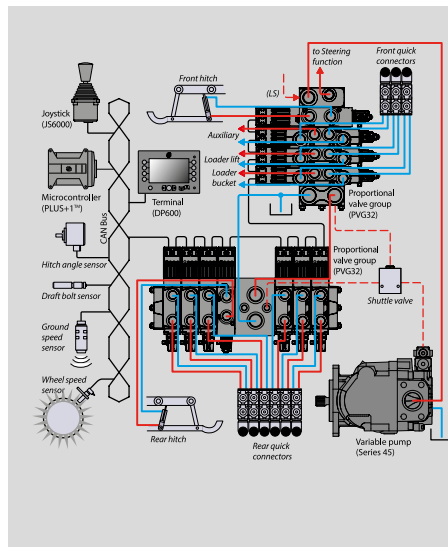 to Steering
function
Front quick
connectors
Front hitch
(LS)
Joystick
(JS6000)
Auxiliary
Loader lift
Loader
bucket
Microcontroller
(PLUS+1™)
Terminal
(DP600)
CAN Bus
Proportional
valve group
(PVG32)
Hitch angle sensor
Proportional
valve group
(PVG32)
Draft bolt sensor
Shuttle valve
Ground
speed
sensor
Wheel speed
sensor
Rear hitch
Rear quick
connectors
Variable pump
(Series 45)